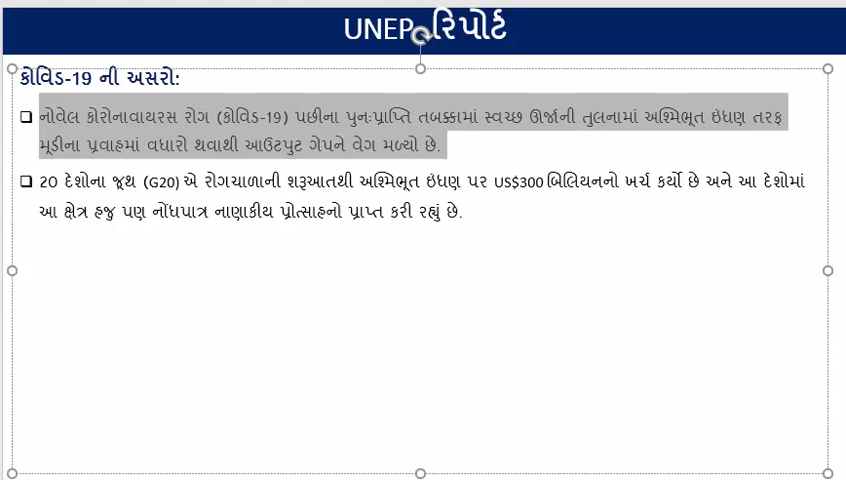 UNEP રિપોર્ટ
કોવિડ-19 ની અસરો:
❑ નોવેલ કોરોનાવાયરસ રોગ (કોવિડ-19) પછીના પુનઃપ્રાપ્તિ તબક્કામાં સ્વચ્છ ઊર્જાની તુલનામાં અશ્મિભૂત ઇંધણ તરફ
મૂડીના પ્રવાહમાં વધારો થવાથી આઉટપુટ ગેપને વેગ મળ્યો છે.
❑ 20 દેશોના જૂથ (G20) એ રોગચાળાની શરૂઆતથી અશ્મિભૂત ઇંધણ પર US$300 બિલિયનનો ખર્ચ કર્યો છે અને આ દેશોમાં
આ ક્ષેત્ર હજુ પણ નોંધપાત્ર નાણાકીય પ્રોત્સાહનો પ્રાપ્ત કરી રહ્યું છે.